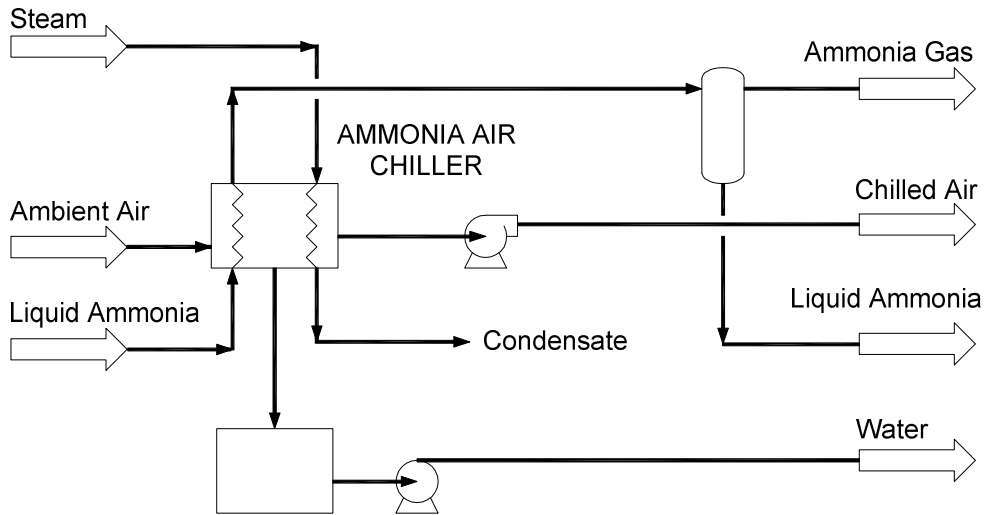 Steam
Ammonia Gas
AMMONIA AIR
CHILLER
Chilled Air
Ambient Air
Liquid Ammonia
Liquid Ammonia
Condensate
Water